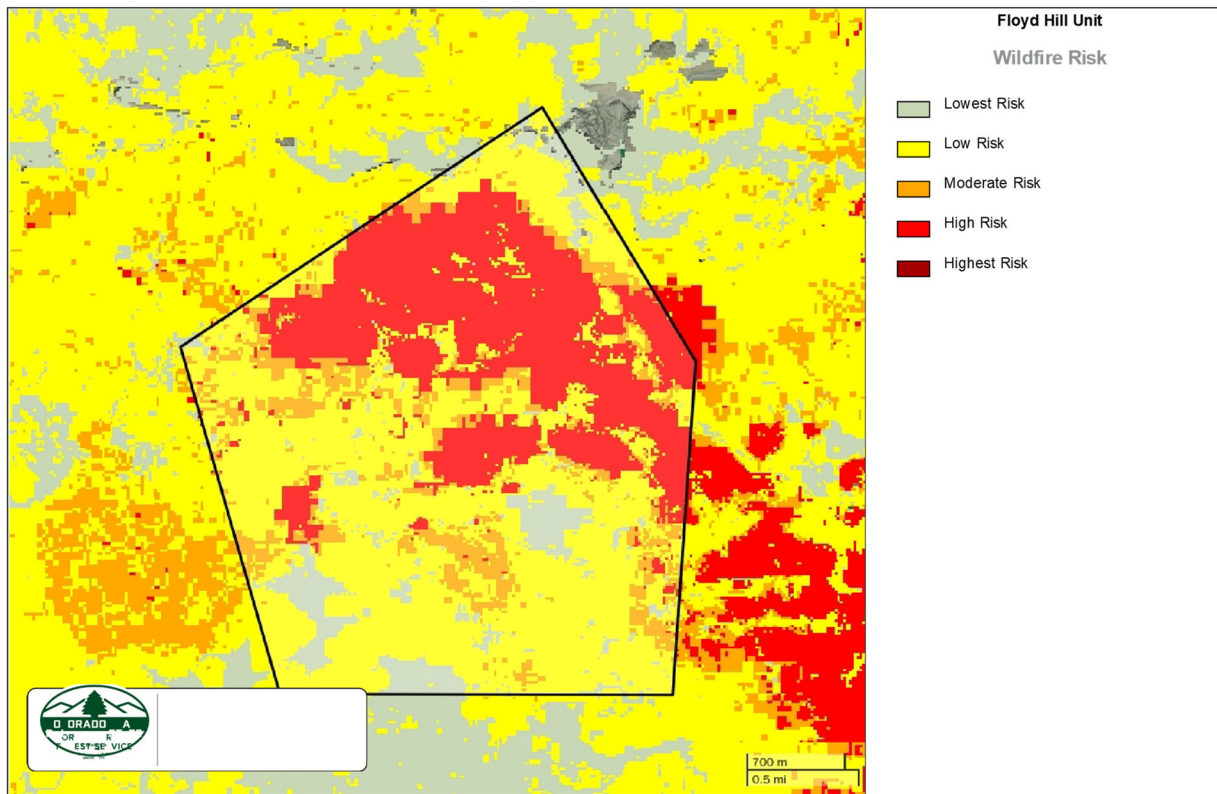 Floyd Hill Unit
Wildfire Risk
Lowest Risk
Low Risk
Moderate Risk
High Risk
Highest Risk
700 m
0.5 mi